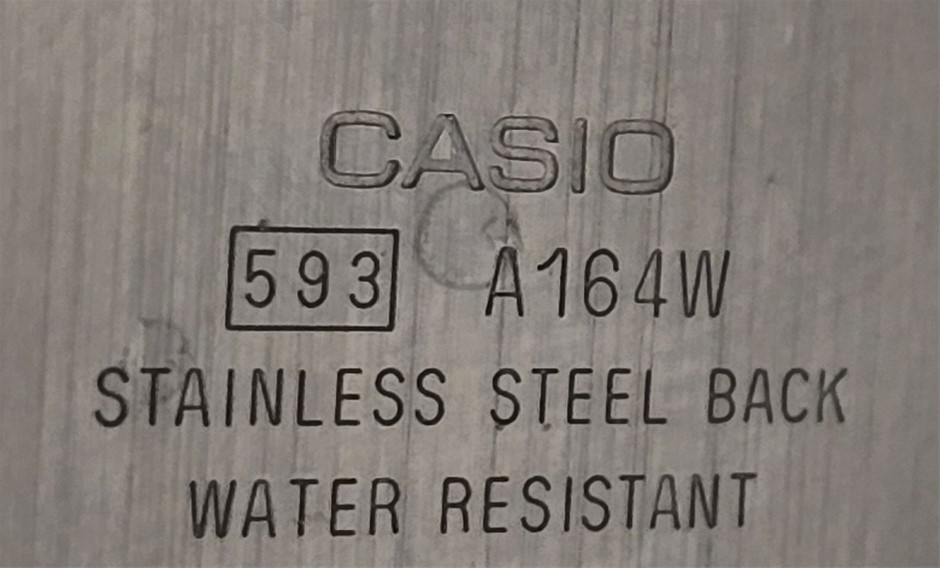 CASIO
593 A164W
STAINLESS STEEL BACK
WATER RESISTANT